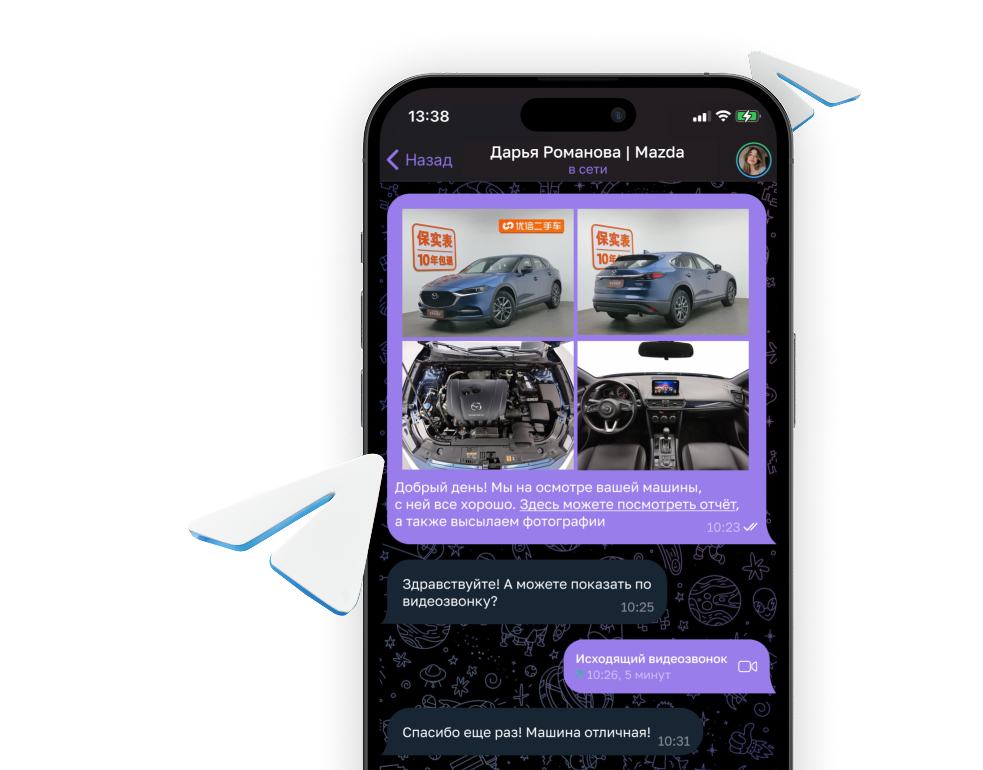 13:38
Назад
Дарья Романова | Mazda
в сети
优信二手车
保实表
10年包退
保实表
10年
Добрый день! Мы на осмотре вашей машины,
с ней все хорошо. Здесь можете посмотреть отчёт,
а также высылаем фотографии
10:23
Здравствуйте! А можете показать по
видеозвонку?
10:25
Исходящий видеозвонок
10:26, 5 минут
Спасибо еще раз! Машина отличная!
10:31